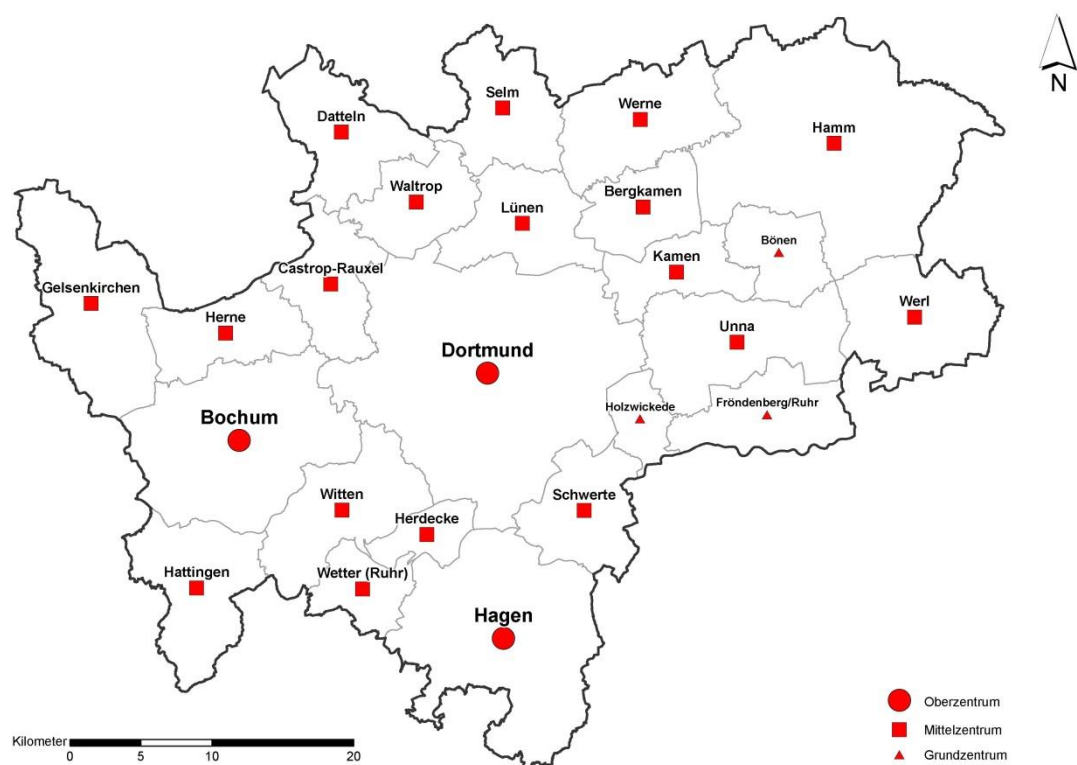 N
Selm
Werne
Datteln
Hamm
Waltrop
Bergkamen
Lünen
Bönen
Kamen
Castrop-Rauxel
Gelsenkirchen
Werl
Herne
Unna
Dortmund
Holzwickede
Fröndenberg/Ruhr
Bochum
Witten
Schwerte
Herdecke
Hattingen
Wetter (Ruhr)
Hagen
Oberzentrum
Mittelzentrum
Grundzentrum
Kilometer
0 5 10 20